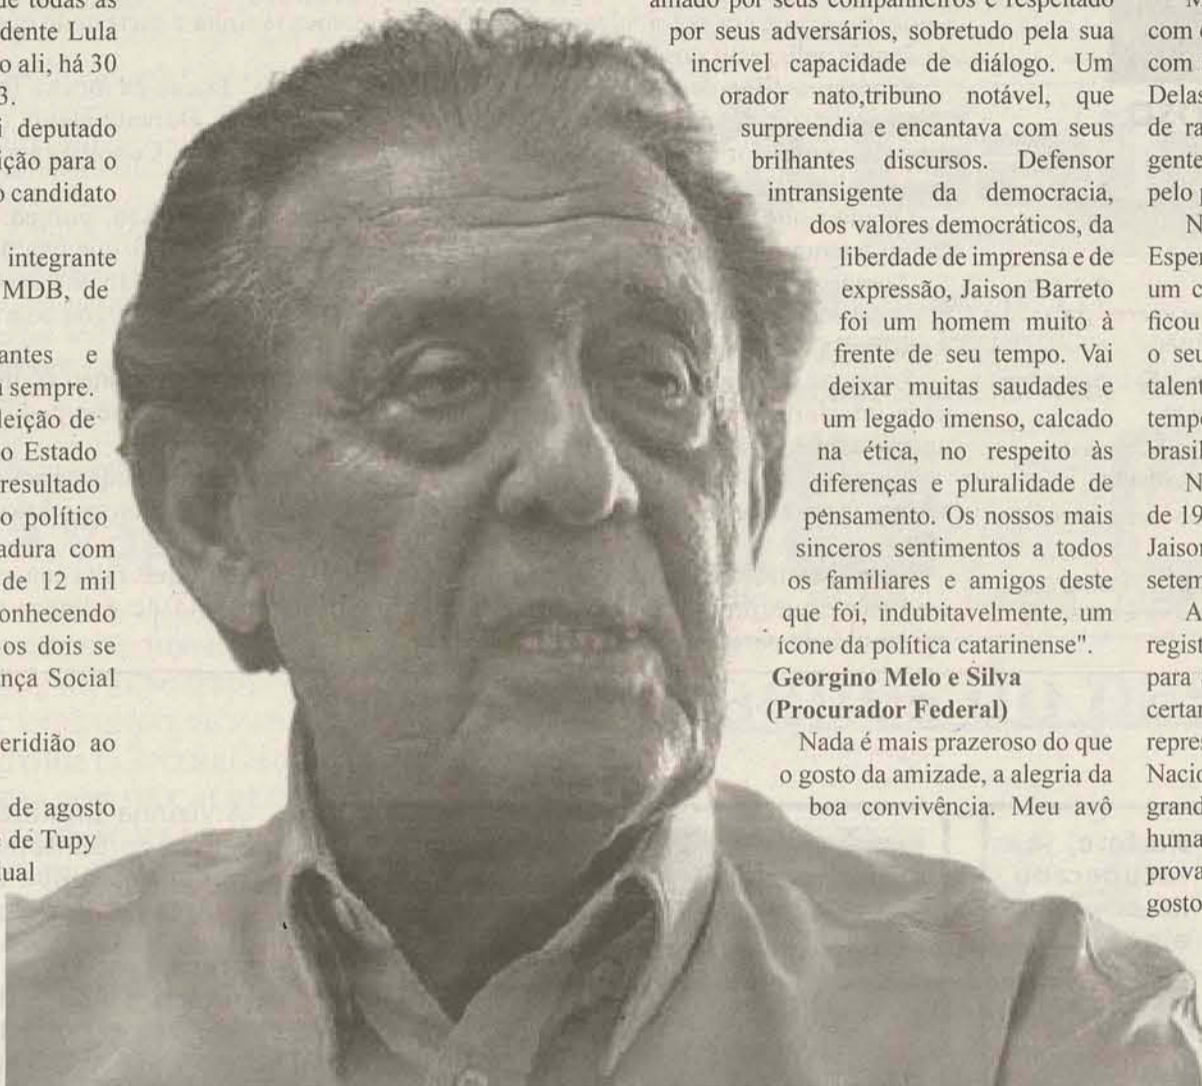 de todas as
dente Lula
o ali, há 30
3.
i deputado
ição para o
o candidato
integrante
MDB, de
antes e
a sempre.
leição de
o Estado
resultado
o político
adura com
de 12 mil
onhecendo
os dois se
nça Social
eridião ao
de agosto
de Tupy
ual
amado por seus companheiros e respeitado
por seus adversários, sobretudo pela sua
incrível capacidade de diálogo. Um
orador nato,tribuno notável, que
surpreendia e encantava com seus
brilhantes discursos. Defensor
intransigente da democracia,
dos valores democráticos, da
liberdade de imprensa e de
expressão, Jaison Barreto
foi um homem muito à
frente de seu tempo. Vai
deixar muitas saudades e
um legado imenso, calcado
na ética, no respeito às
diferenças e pluralidade de
pensamento. Os nossos mais
sinceros sentimentos a todos
os familiares e amigos deste
que foi, indubitavelmente, um
ícone da política catarinense".
Georgino Melo e Silva
(Procurador Federal)
Nada é mais prazeroso do que
o gosto da amizade, a alegria da
boa convivência. Meu avô
com
com
Delas
de ra
gente
pelo
N
Esper
um c
ficou
o seu
talent
temp
brasil
N
de 19
Jaison
setem
A
regist
para
certa
repre
Nacio
grand
huma
prova
gosto